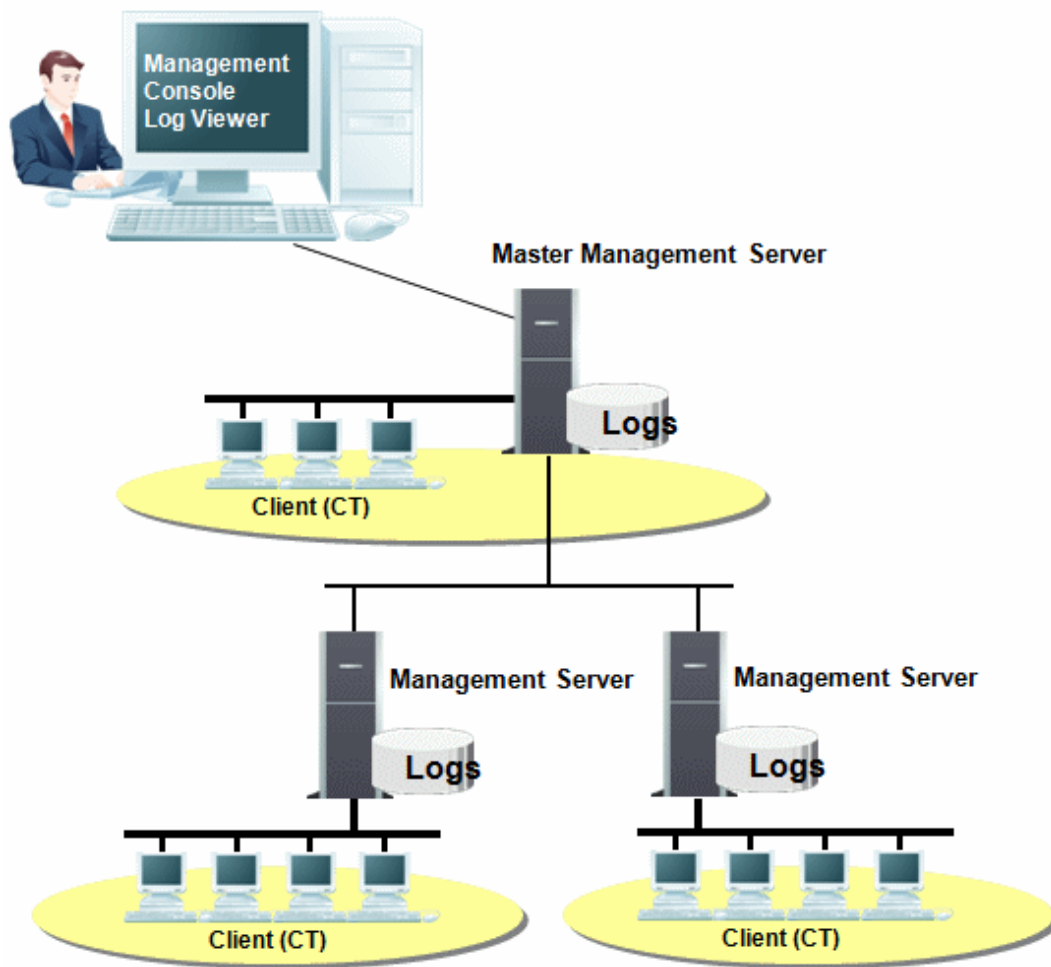 Management
Console
Log Viewer
Master Management Server
Logs
Client (CT)
Management Server
Management Server
Logs
Logs
Client (CT)
Client (CT)